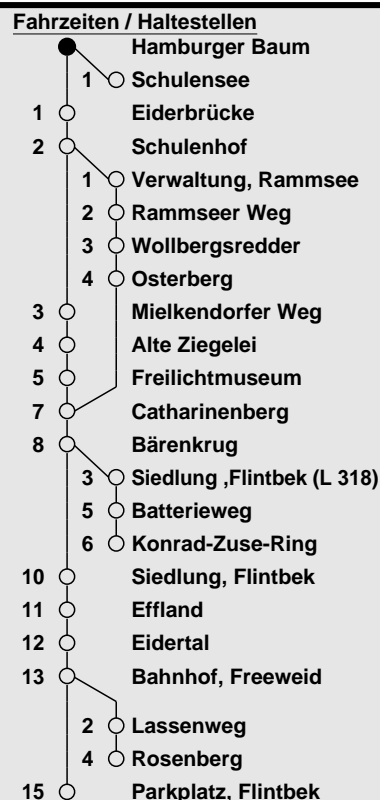 Fahrzeiten / Haltestellen
Hamburger Baum
1 Schulensee
1 Eiderbrücke
2 Schulenhof
1 Verwaltung, Rammsee
2 Rammseer Weg
3 Wollbergsredder
4 Osterberg
3 Mielkendorfer Weg
4 Alte Ziegelei
5 Freilichtmuseum
7 Catharinenberg
8 Bärenkrug
3 Siedlung ,Flintbek (L 318)
5 Batterieweg
6 Konrad-Zuse-Ring
10 Siedlung, Flintbek
11 Effland
12 Eidertal
13 Bahnhof, Freeweid
2 Lassenweg
4 Rosenberg
15 Parkplatz, Flintbek